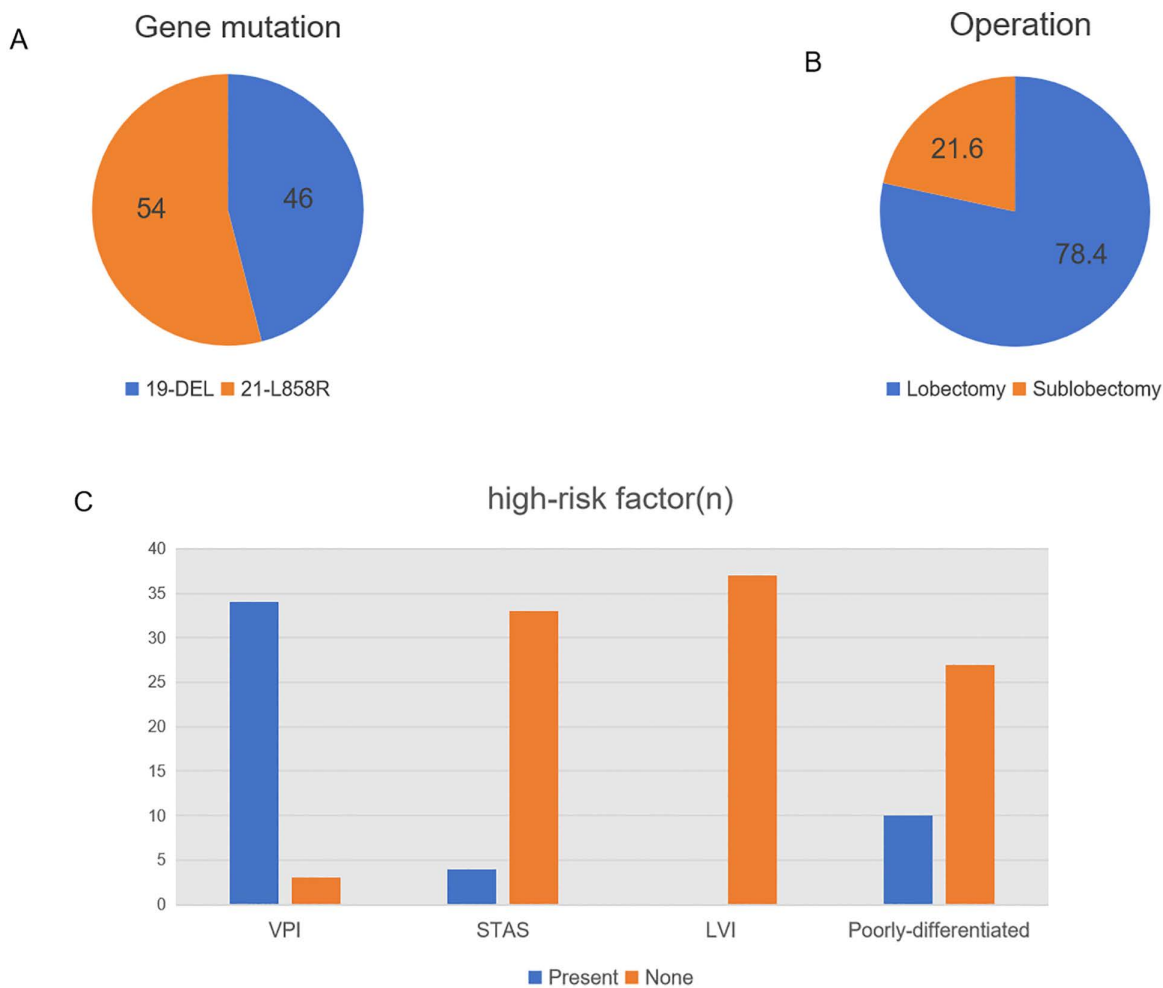 A
Gene mutation
54
46
19-DEL 21-L858R
B
Operation
21.6
78.4
Lobectomy Sublobectomy
C
high-risk factor(n)
40
35
30
25
20
15
10
5
0
VPI STAS LVI Poorly-differentiated
Present None